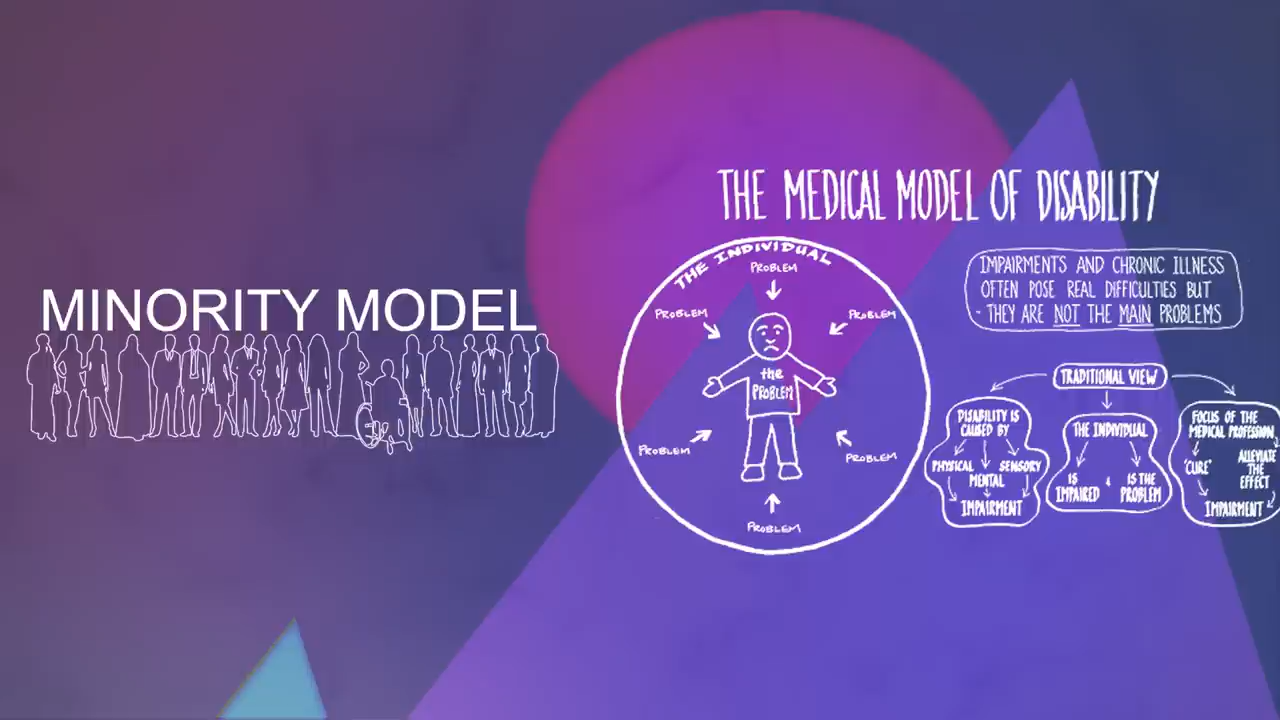 MINORITY MODEL
THE MEDICAL MODEL OF DISABILITY
THE INDIVIDUAL
PROBLEM
PROBLEM
PROBLEM
the
PROBLEM
PROBLEM
PROBLEM
PROBLEM
IMPAIRMENTS AND CHRONIC ILLNESS
OFTEN POSE REAL DIFFICULTIES BUT
- THEY ARE NOT THE MAIN PROBLEMS
TRADITIONAL VIEW
DISABILITY IS
CAUSED BY
PHYSICAL
SENSORY
MENTAL
IMPAIRMENT
THE INDIVIDUAL
IS
IMPAIRED
&
IS THE
PROBLEM
FOCUS OF THE
MEDICAL PROFESSION
"CURE"
ALLEVIATE
THE
EFFECT
IMPAIRMENT